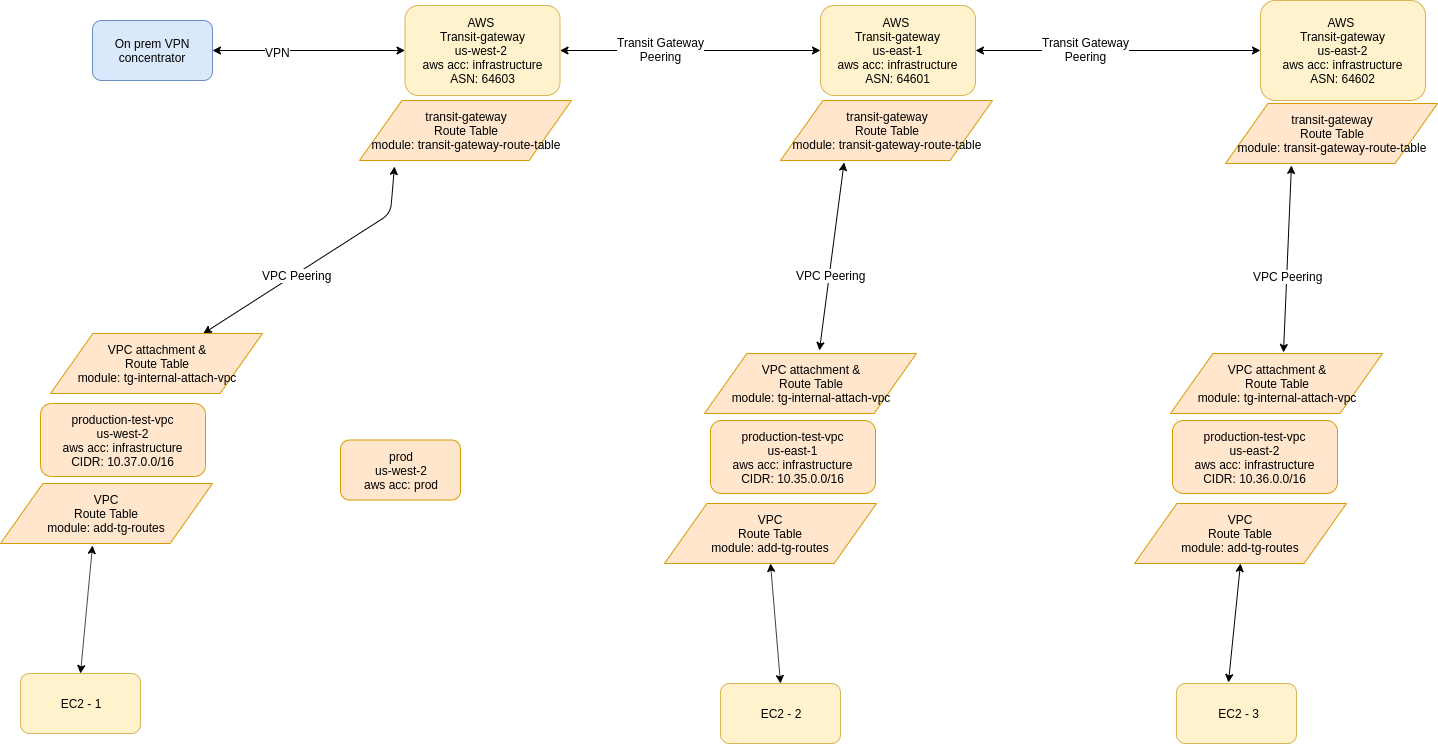 On prem VPN
concentrator
VPN
AWS
Transit-gateway
us-west-2
aws acc: infrastructure
ASN: 64603
Transit Gateway
Peering
AWS
Transit-gateway
us-east-1
aws acc: infrastructure
ASN: 64601
Transit Gateway
Peering
AWS
Transit-gateway
us-east-2
aws acc: infrastructure
ASN: 64602
transit-gateway
Route Table
module: transit-gateway-route-table
transit-gateway
Route Table
module: transit-gateway-route-table
transit-gateway
Route Table
module: transit-gateway-route-table
VPC Peering
VPC Peering
VPC Peering
VPC attachment &
Route Table
module: tg-internal-attach-vpc
VPC attachment &
Route Table
module: tg-internal-attach-vpc
VPC attachment &
Route Table
module: tg-internal-attach-vpc
production-test-vpc
us-west-2
aws acc: infrastructure
CIDR: 10.37.0.0/16
prod
us-west-2
aws acc: prod
production-test-vpc
us-east-1
aws acc: infrastructure
CIDR: 10.35.0.0/16
production-test-vpc
us-east-2
aws acc: infrastructure
CIDR: 10.36.0.0/16
VPC
Route Table
module: add-tg-routes
VPC
Route Table
module: add-tg-routes
VPC
Route Table
module: add-tg-routes
EC2 - 1
EC2 - 2
EC2 - 3